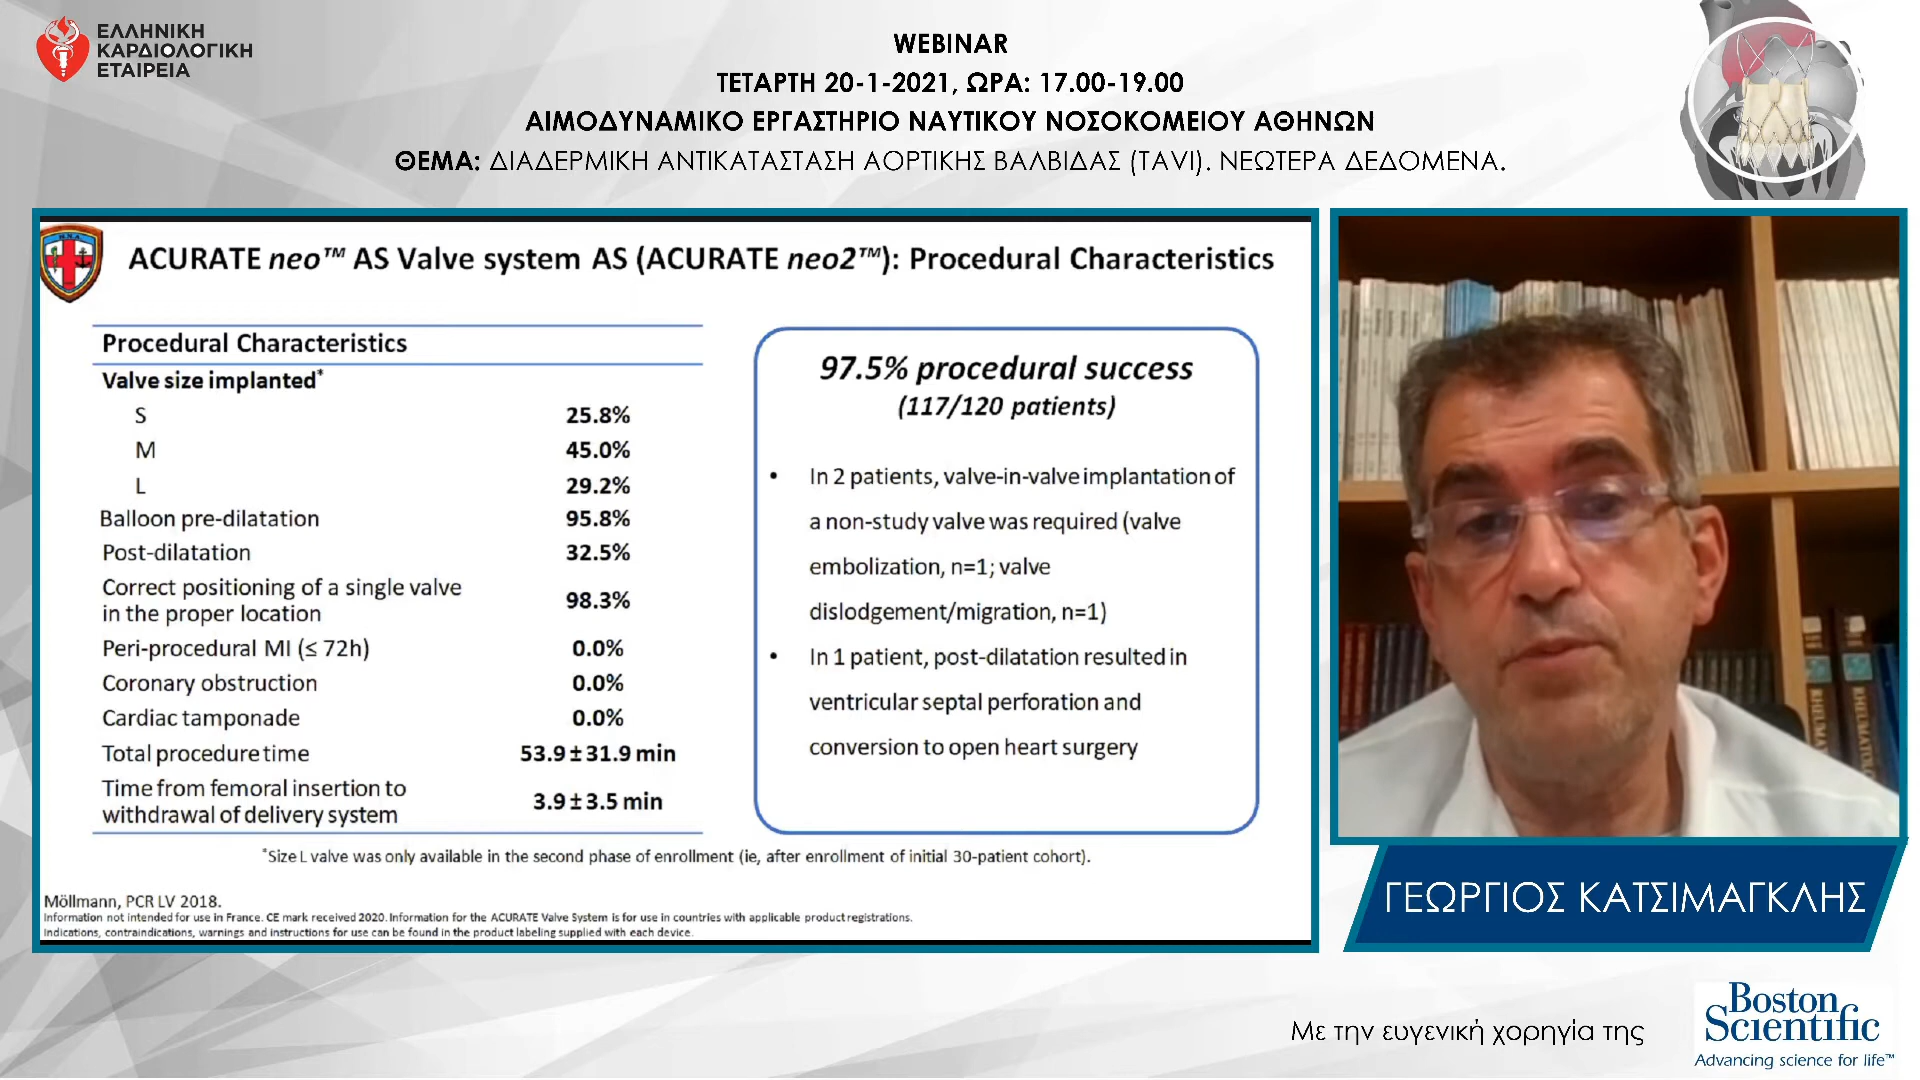 ΕΛΛΗΝΙΚΗ
ΚΑΡΔΙΟΛΟΓΙΚΗ
ΕΤΑΙΡΕΙΑ
WEBINAR
ΤΕΤΑΡΤΗ 20-1-2021, ΩΡΑ: 17.00-19.00
ΑΙΜΟΔΥΝΑΜΙΚΟ ΕΡΓΑΣΤΗΡΙΟ ΝΑΥΤΙΚΟΥ ΝΟΣΟΚΟΜΕΙΟΥ ΑΘΗΝΩΝ
ΘΕΜΑ: ΔΙΑΔΕΡΜΙΚΗ ΑΝΤΙΚΑΤΑΣΤΑΣΗ ΑΟΡΤΙΚΗΣ ΒΑΛΒΙΔΑΣ (TAVI). ΝΕΩΤΕΡΑ ΔΕΔΟΜΕΝΑ.
ACURATE neo™ AS Valve system AS (ACURATE neo2™): Procedural Characteristics
Procedural Characteristics
Valve size implanted*
S 25.8%
M 45.0%
L 29.2%
Balloon pre-dilatation 95.8%
Post-dilatation 32.5%
Correct positioning of a single valve
in the proper location 98.3%
Peri-procedural MI (≤ 72h) 0.0%
Coronary obstruction 0.0%
Cardiac tamponade 0.0%
Total procedure time 53.9 ± 31.9 min
Time from femoral insertion to
withdrawal of delivery system 3.9 ± 3.5 min
97.5% procedural success
(117/120 patients)
• In 2 patients, valve-in-valve implantation of
a non-study valve was required (valve
embolization, n=1; valve
dislodgement/migration, n=1)
• In 1 patient, post-dilatation resulted in
ventricular septal perforation and
conversion to open heart surgery
*Size L valve was only available in the second phase of enrollment (ie, after enrollment of initial 30-patient cohort).
Möllmann, PCR LV 2018.
Information not intended for use in France. CE mark received 2020. Information for the ACURATE Valve System is for use in countries with applicable product registrations.
Indications, contraindications, warnings and instructions for use can be found in the product labeling supplied with each device.
ΓΕΩΡΓΙΟΣ ΚΑΤΣΙΜΑΓΚΛΗΣ
Με την ευγενική χορηγία της
Boston
Scientific
Advancing science for life™